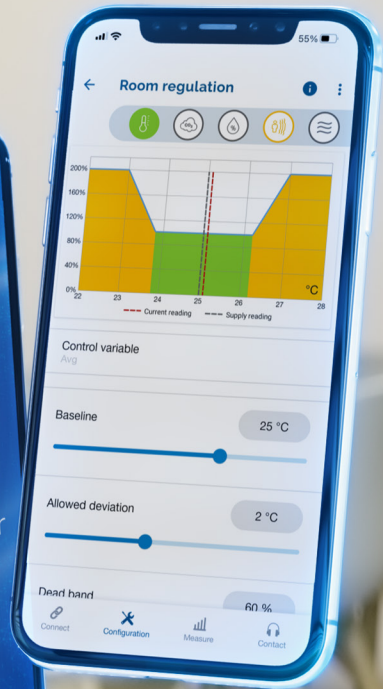 55%
Room regulation
CO₂
%
200%
160%
120%
80%
40%
0%
22 23 24 25 26 27 28
°C
Current reading Supply reading
Control variable
Avg
Baseline
25 °C
Allowed deviation
2 °C
Dead band
60 %
Connect
Configuration
Measure
Contact